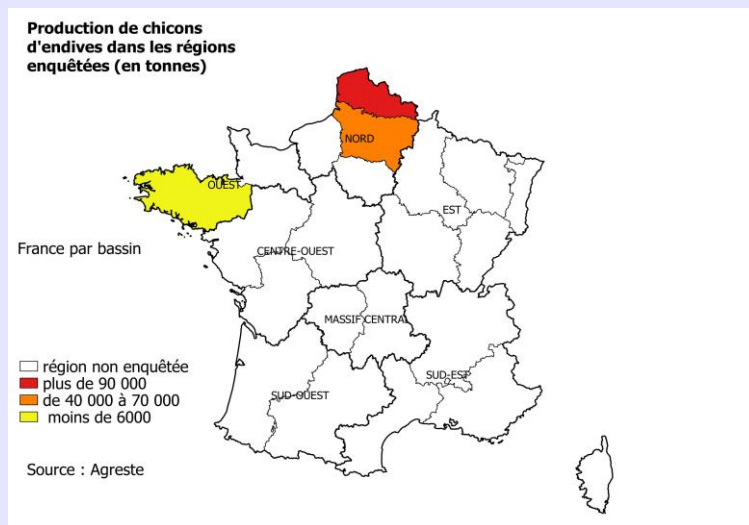 Production de chicons
d'endives dans les régions
enquêtées (en tonnes)
NORD
OUEST
EST
France par bassin
CENTRE-OUEST
MASSIF CENTRAL
SUD-EST
SUD-OUEST
région non enquêtée
plus de 90 000
de 40 000 à 70 000
moins de 6000
Source : Agreste